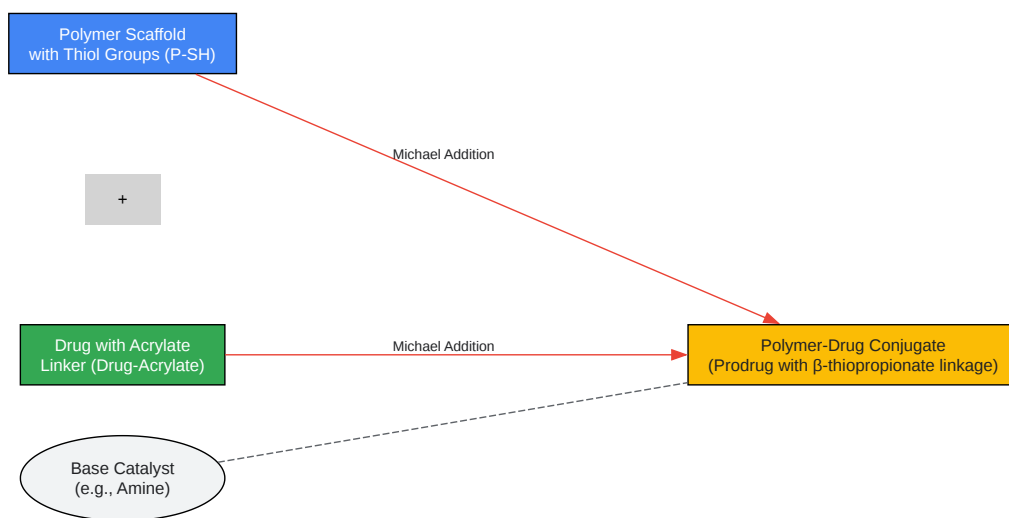 Polymer Scaffold
with Thiol Groups (P-SH)
Michael Addition
+
Drug with Acrylate
Linker (Drug-Acrylate)
Michael Addition
Polymer-Drug Conjugate
(Prodrug with β-thiopropionate linkage)
Base Catalyst
(e.g., Amine)